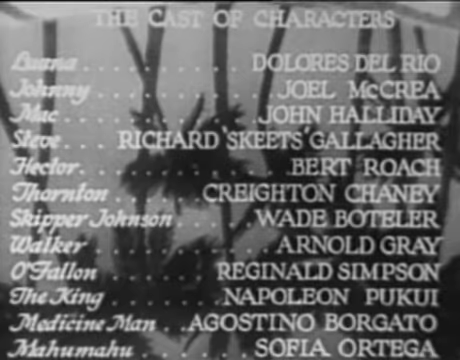 THE CAST OF CHARACTERS
Luana . . . . . . . . . . . DOLORES DEL RIO
Johnny . . . . . . . . . . . JOEL McCREA
Mac . . . . . . . . . . . JOHN HALLIDAY
Steve . . . RICHARD "SKEETS" GALLAGHER
Hector . . . . . . . . . . . . BERT ROACH
Thornton . . . . . . . CREIGHTON CHANEY
Skipper Johnson . . . . WADE BOTELER
Walker . . . . . . . . . . . ARNOLD GRAY
O'Fallon . . . . . . . REGINALD SIMPSON
The King . . . . . . . NAPOLEON PUKUI
Medicine Man . . AGOSTINO BORGATO
Mahumahu . . . . . . . SOFIA ORTEGA